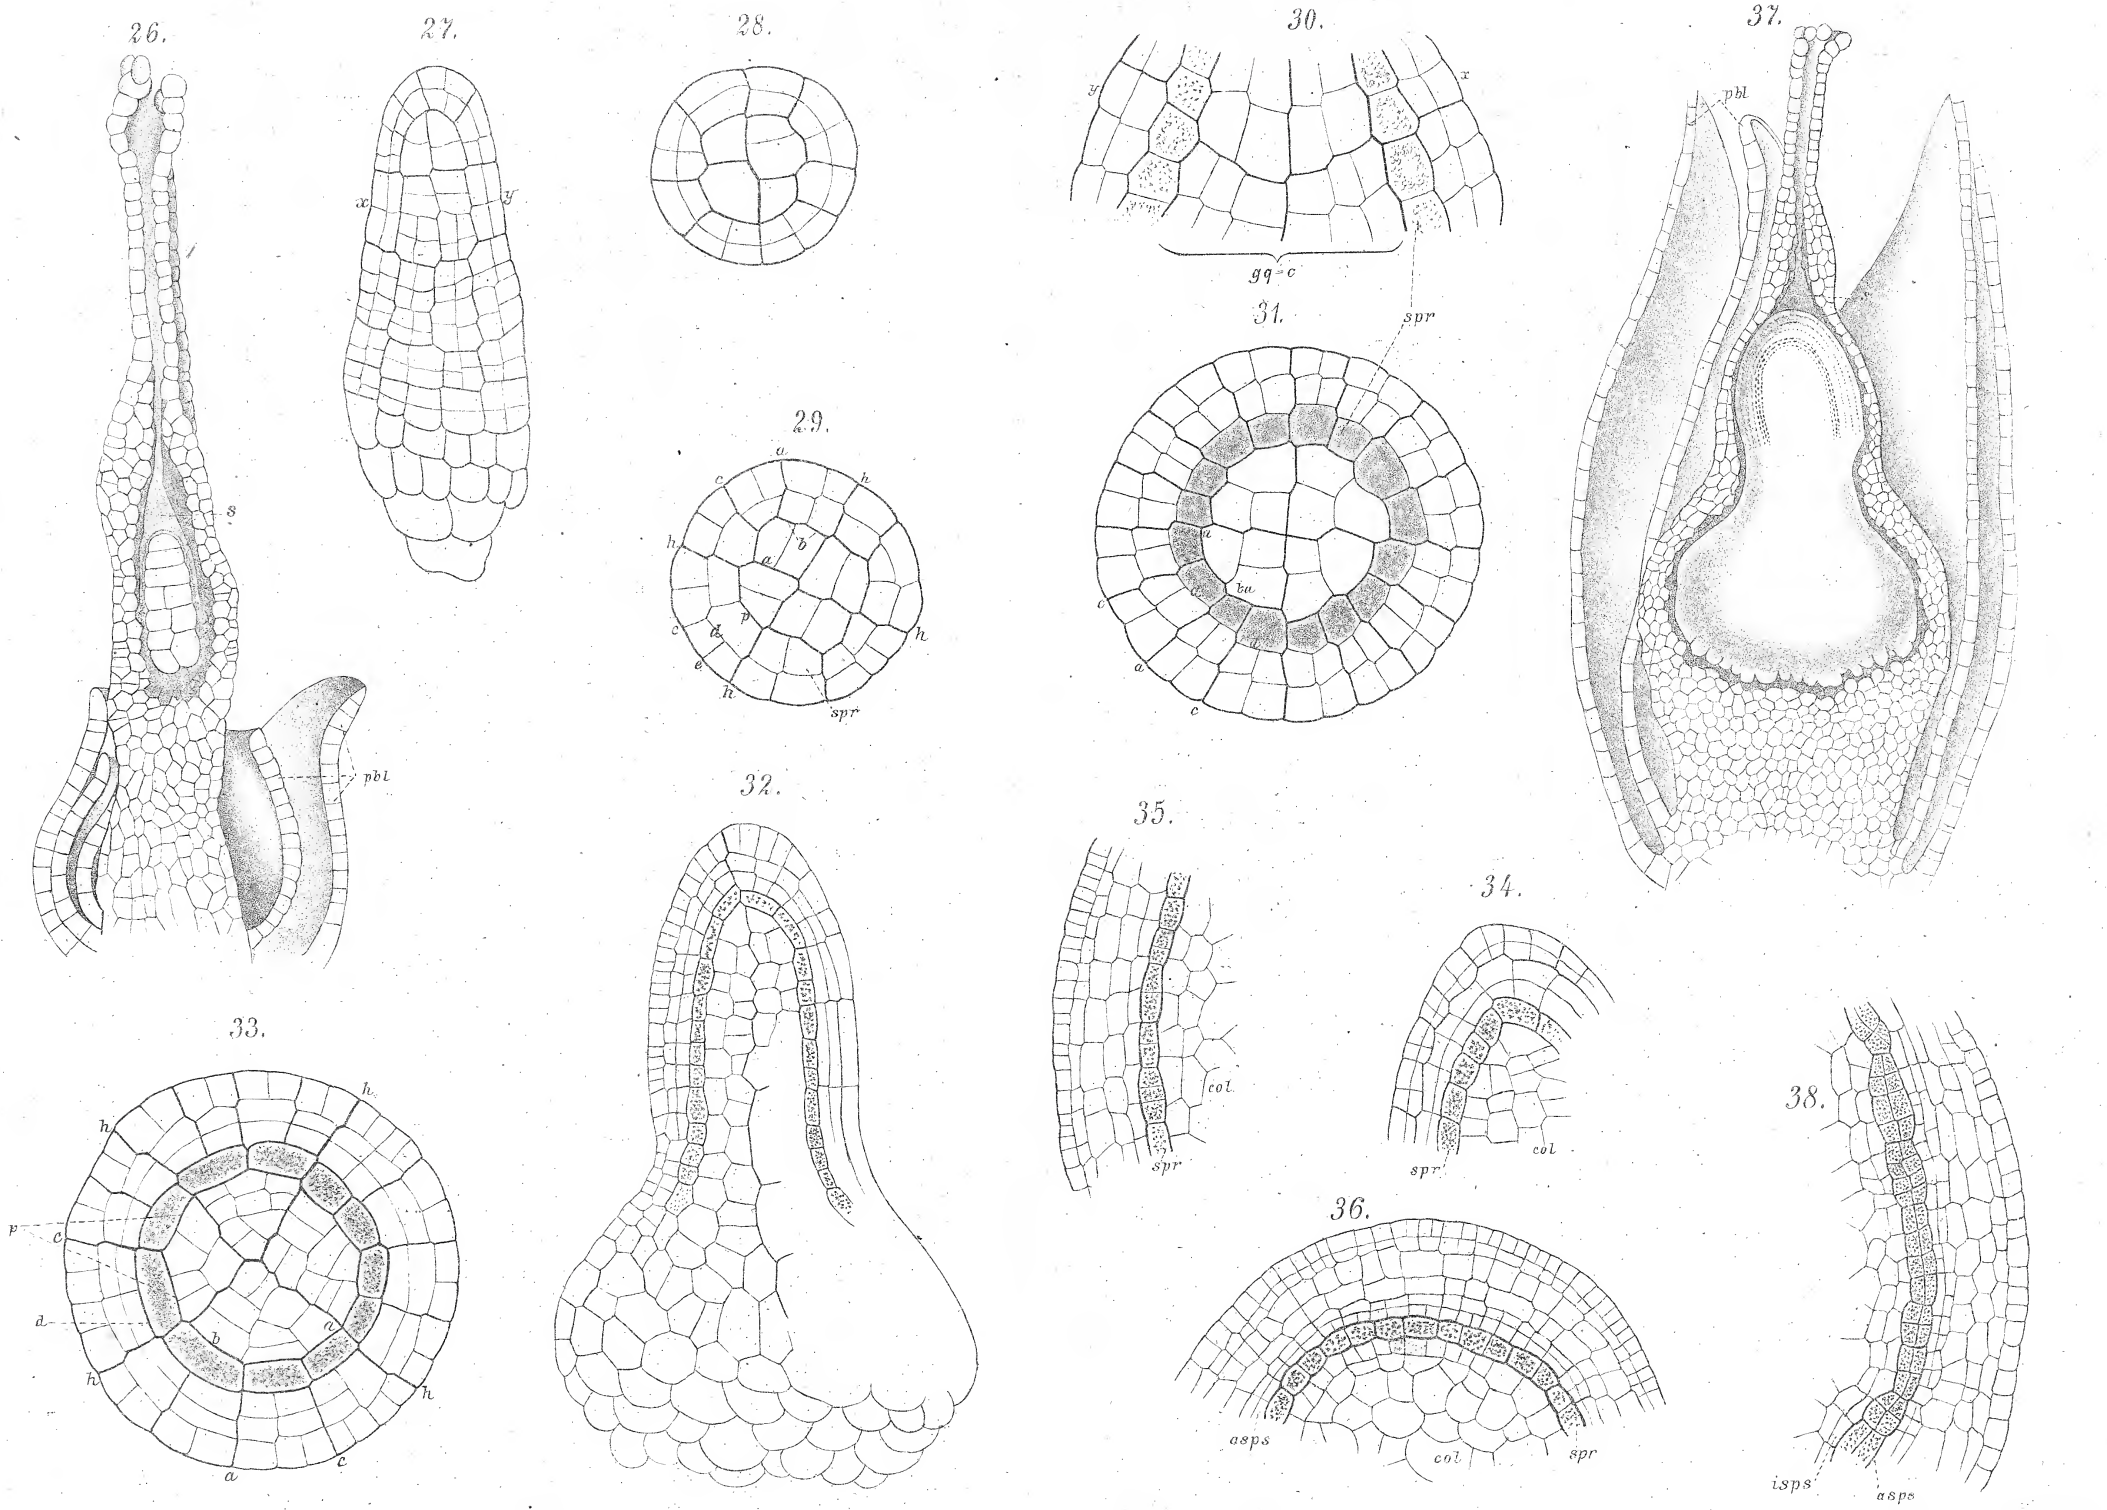 26.
27.
28.
30.
37.
x
y
y
x
gq=c
pbl
s
s
pbl
31.
spr
a
ba
a
a
c
a
c
29.
a
c
h
h
b
a
p
c
d
e
h
h
spr
32.
35.
col
spr
34.
spr
col
33.
h
h
p
c
d
b
a
h
h
a
c
36.
asps
col
spr
38.
isps
asps